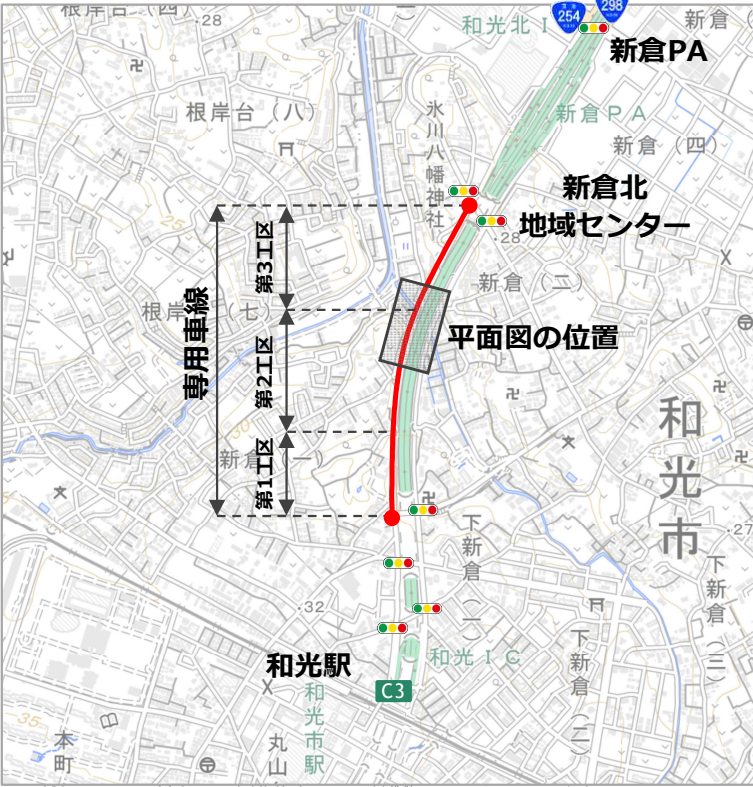 根岸台（四）
28
和光北Ｉ
254
298
新倉
新倉PA
根岸台（八）
氷川八幡神社
新倉ＰＡ
新倉（四）
25
新倉北
地域センター
28
専用車線
第3工区
第2工区
第1工区
新倉（二）
根岸
（七）
平面図の位置
30
新倉（一）
和光市
27
下新倉（一）
下新倉（三）
下新倉（二）
32
和光駅
和光ＩＣ
C3
和光市駅
35
本町
丸山